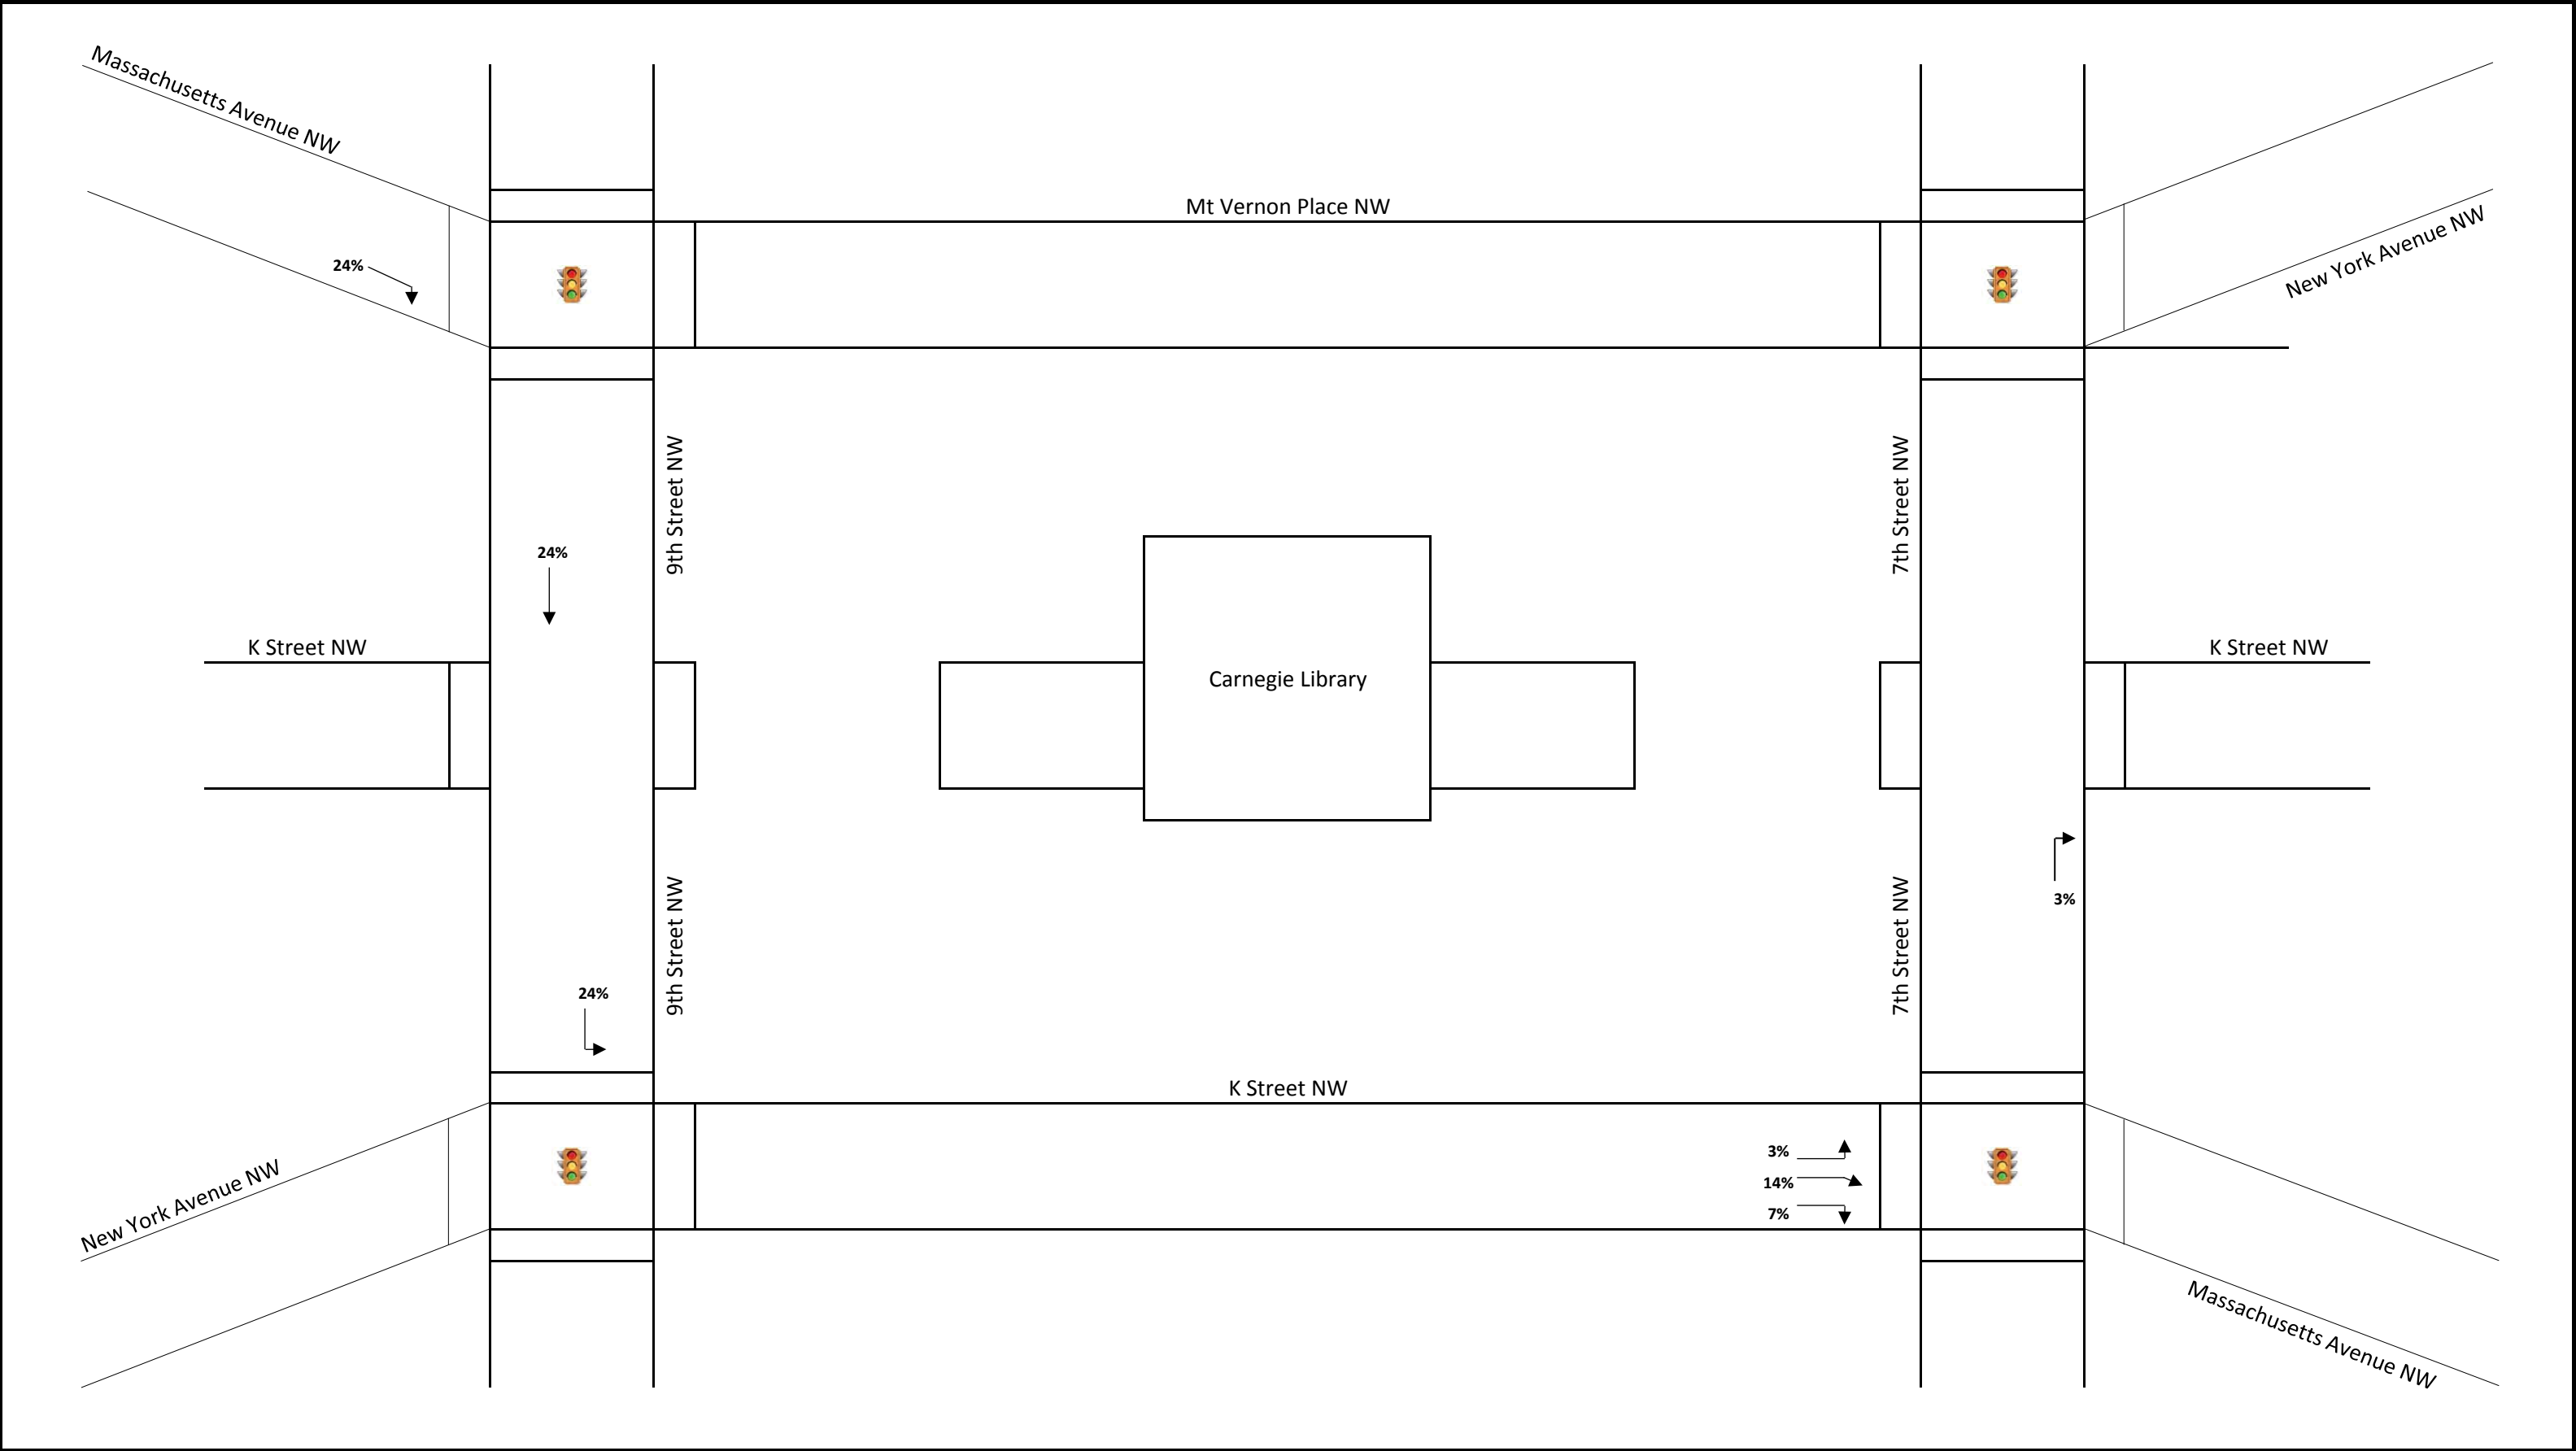 Massachusetts Avenue NW
Mt Vernon Place NW
New York Avenue NW
24%
9th Street NW
7th Street NW
24%
K Street NW
Carnegie Library
K Street NW
3%
9th Street NW
7th Street NW
24%
K Street NW
3%
14%
7%
New York Avenue NW
Massachusetts Avenue NW